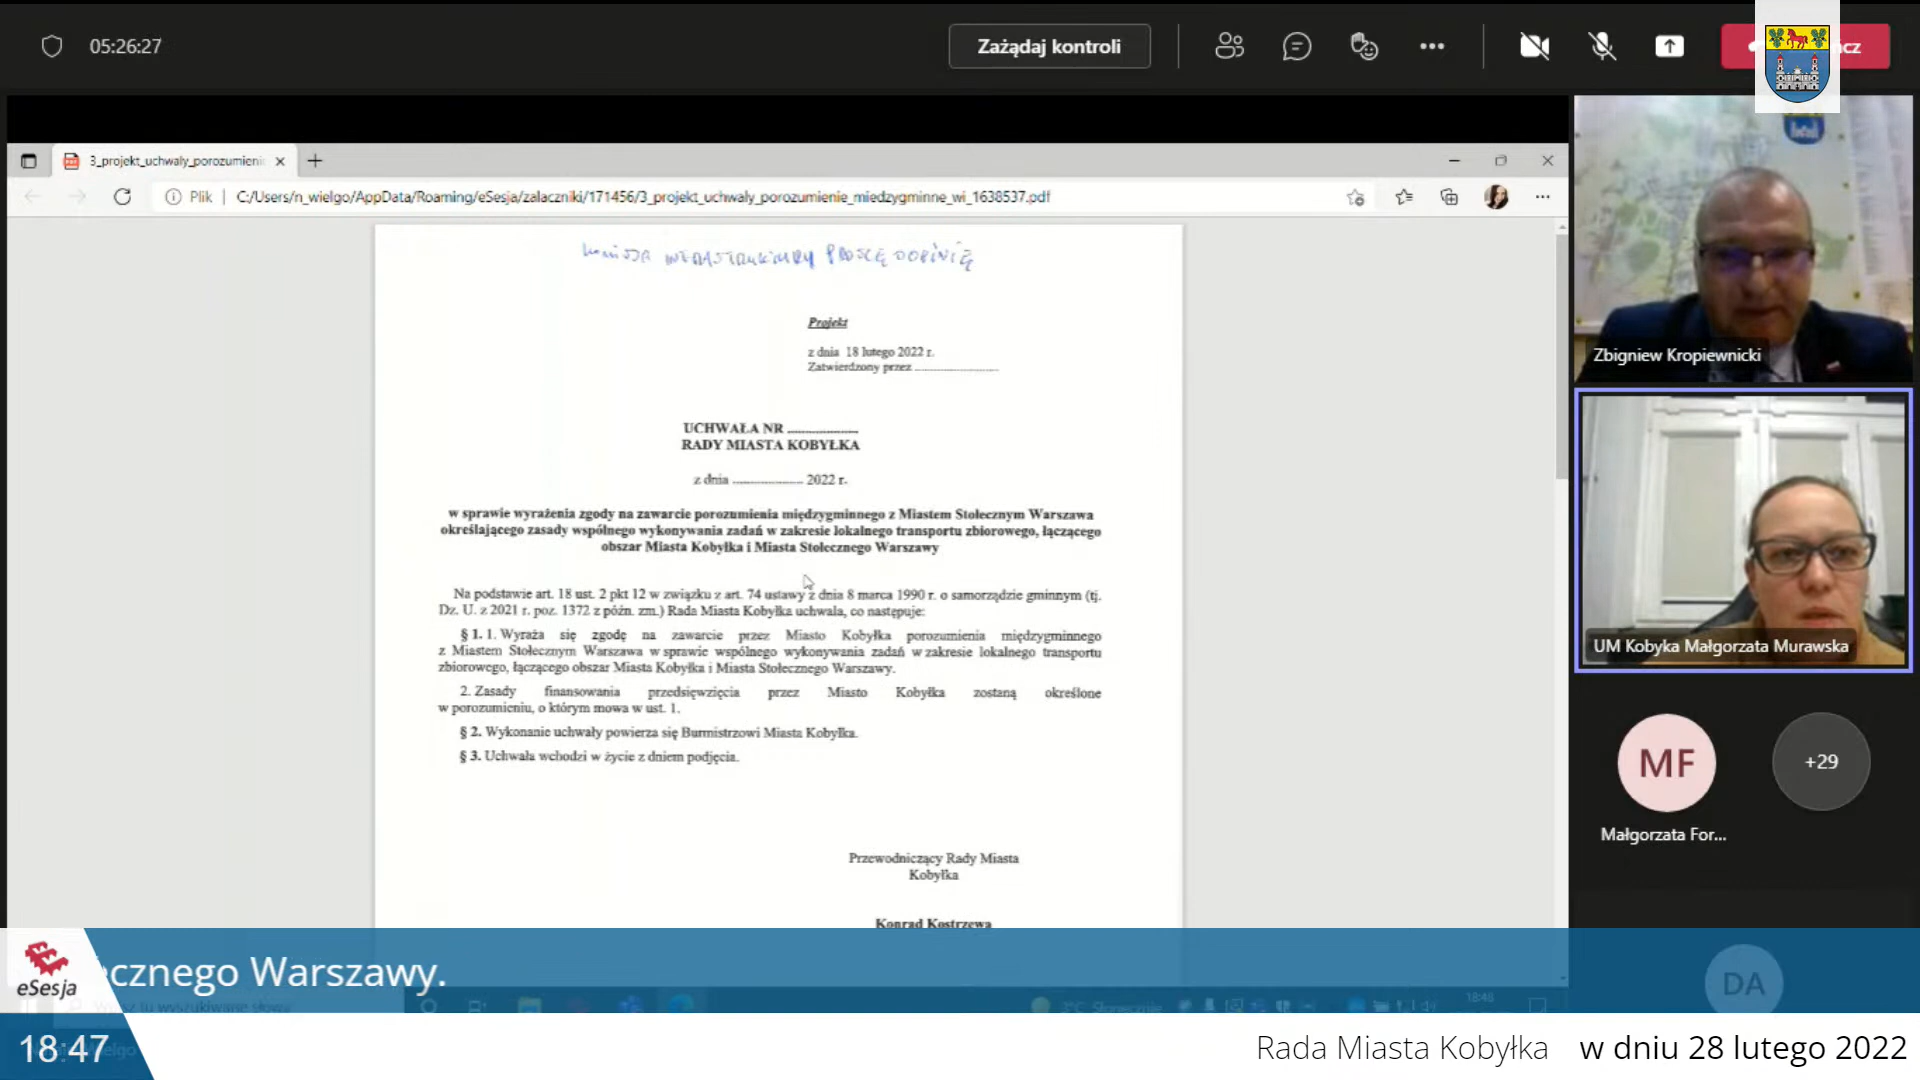 05:26:27
Zażądaj kontroli
3_projekt_uchwaly_porozumieni
Plik
C:/Users/n_wielgo/AppData/Roaming/eSesja/zalaczniki/171456/3_projekt_uchwaly_porozumienie_miedzygminne_wi_1638537.pdf
Projekt
z dnia 18 lutego 2022 r.
Zatwierdzony przez
UCHWAŁA NR
RADY MIASTA KOBYŁKA
z dnia 2022 r.
w sprawie wyrażenia zgody na zawarcie porozumienia międzygminnego z Miastem Stołecznym Warszawa
określającego zasady wspólnego wykonywania zadań w zakresie lokalnego transportu zbiorowego, łączącego
obszar Miasta Kobyłka i Miasta Stołecznego Warszawy
Na podstawie art. 18 ust. 2 pkt 12 w związku z art. 74 ustawy z dnia 8 marca 1990 r. o samorządzie gminnym (tj.
Dz. U. z 2021 r. poz. 1372 z późn. zm.) Rada Miasta Kobyłka uchwala, co następuje:
§ 1. 1. Wyraża się zgodę na zawarcie przez Miasto Kobyłka porozumienia międzygminnego
z Miastem Stołecznym Warszawa w sprawie wspólnego wykonywania zadań w zakresie lokalnego transportu
zbiorowego, łączącego obszar Miasta Kobyłka i Miasta Stołecznego Warszawy.
2. Zasady finansowania przedsięwzięcia przez Miasto Kobyłka zostaną określone
w porozumieniu, o którym mowa w ust. 1.
§ 2. Wykonanie uchwały powierza się Burmistrzowi Miasta Kobyłka.
§ 3. Uchwała wchodzi w życie z dniem podjęcia.
Przewodniczący Rady Miasta
Kobyłka
Konrad Kostrzewa
Zbigniew Kropiewnicki
UM Kobyka Małgorzata Murawska
MF
+29
Małgorzata For...
DA
eSesja
ecznego Warszawy.
18:48
18:47
Rada Miasta Kobyłka w dniu 28 lutego 2022